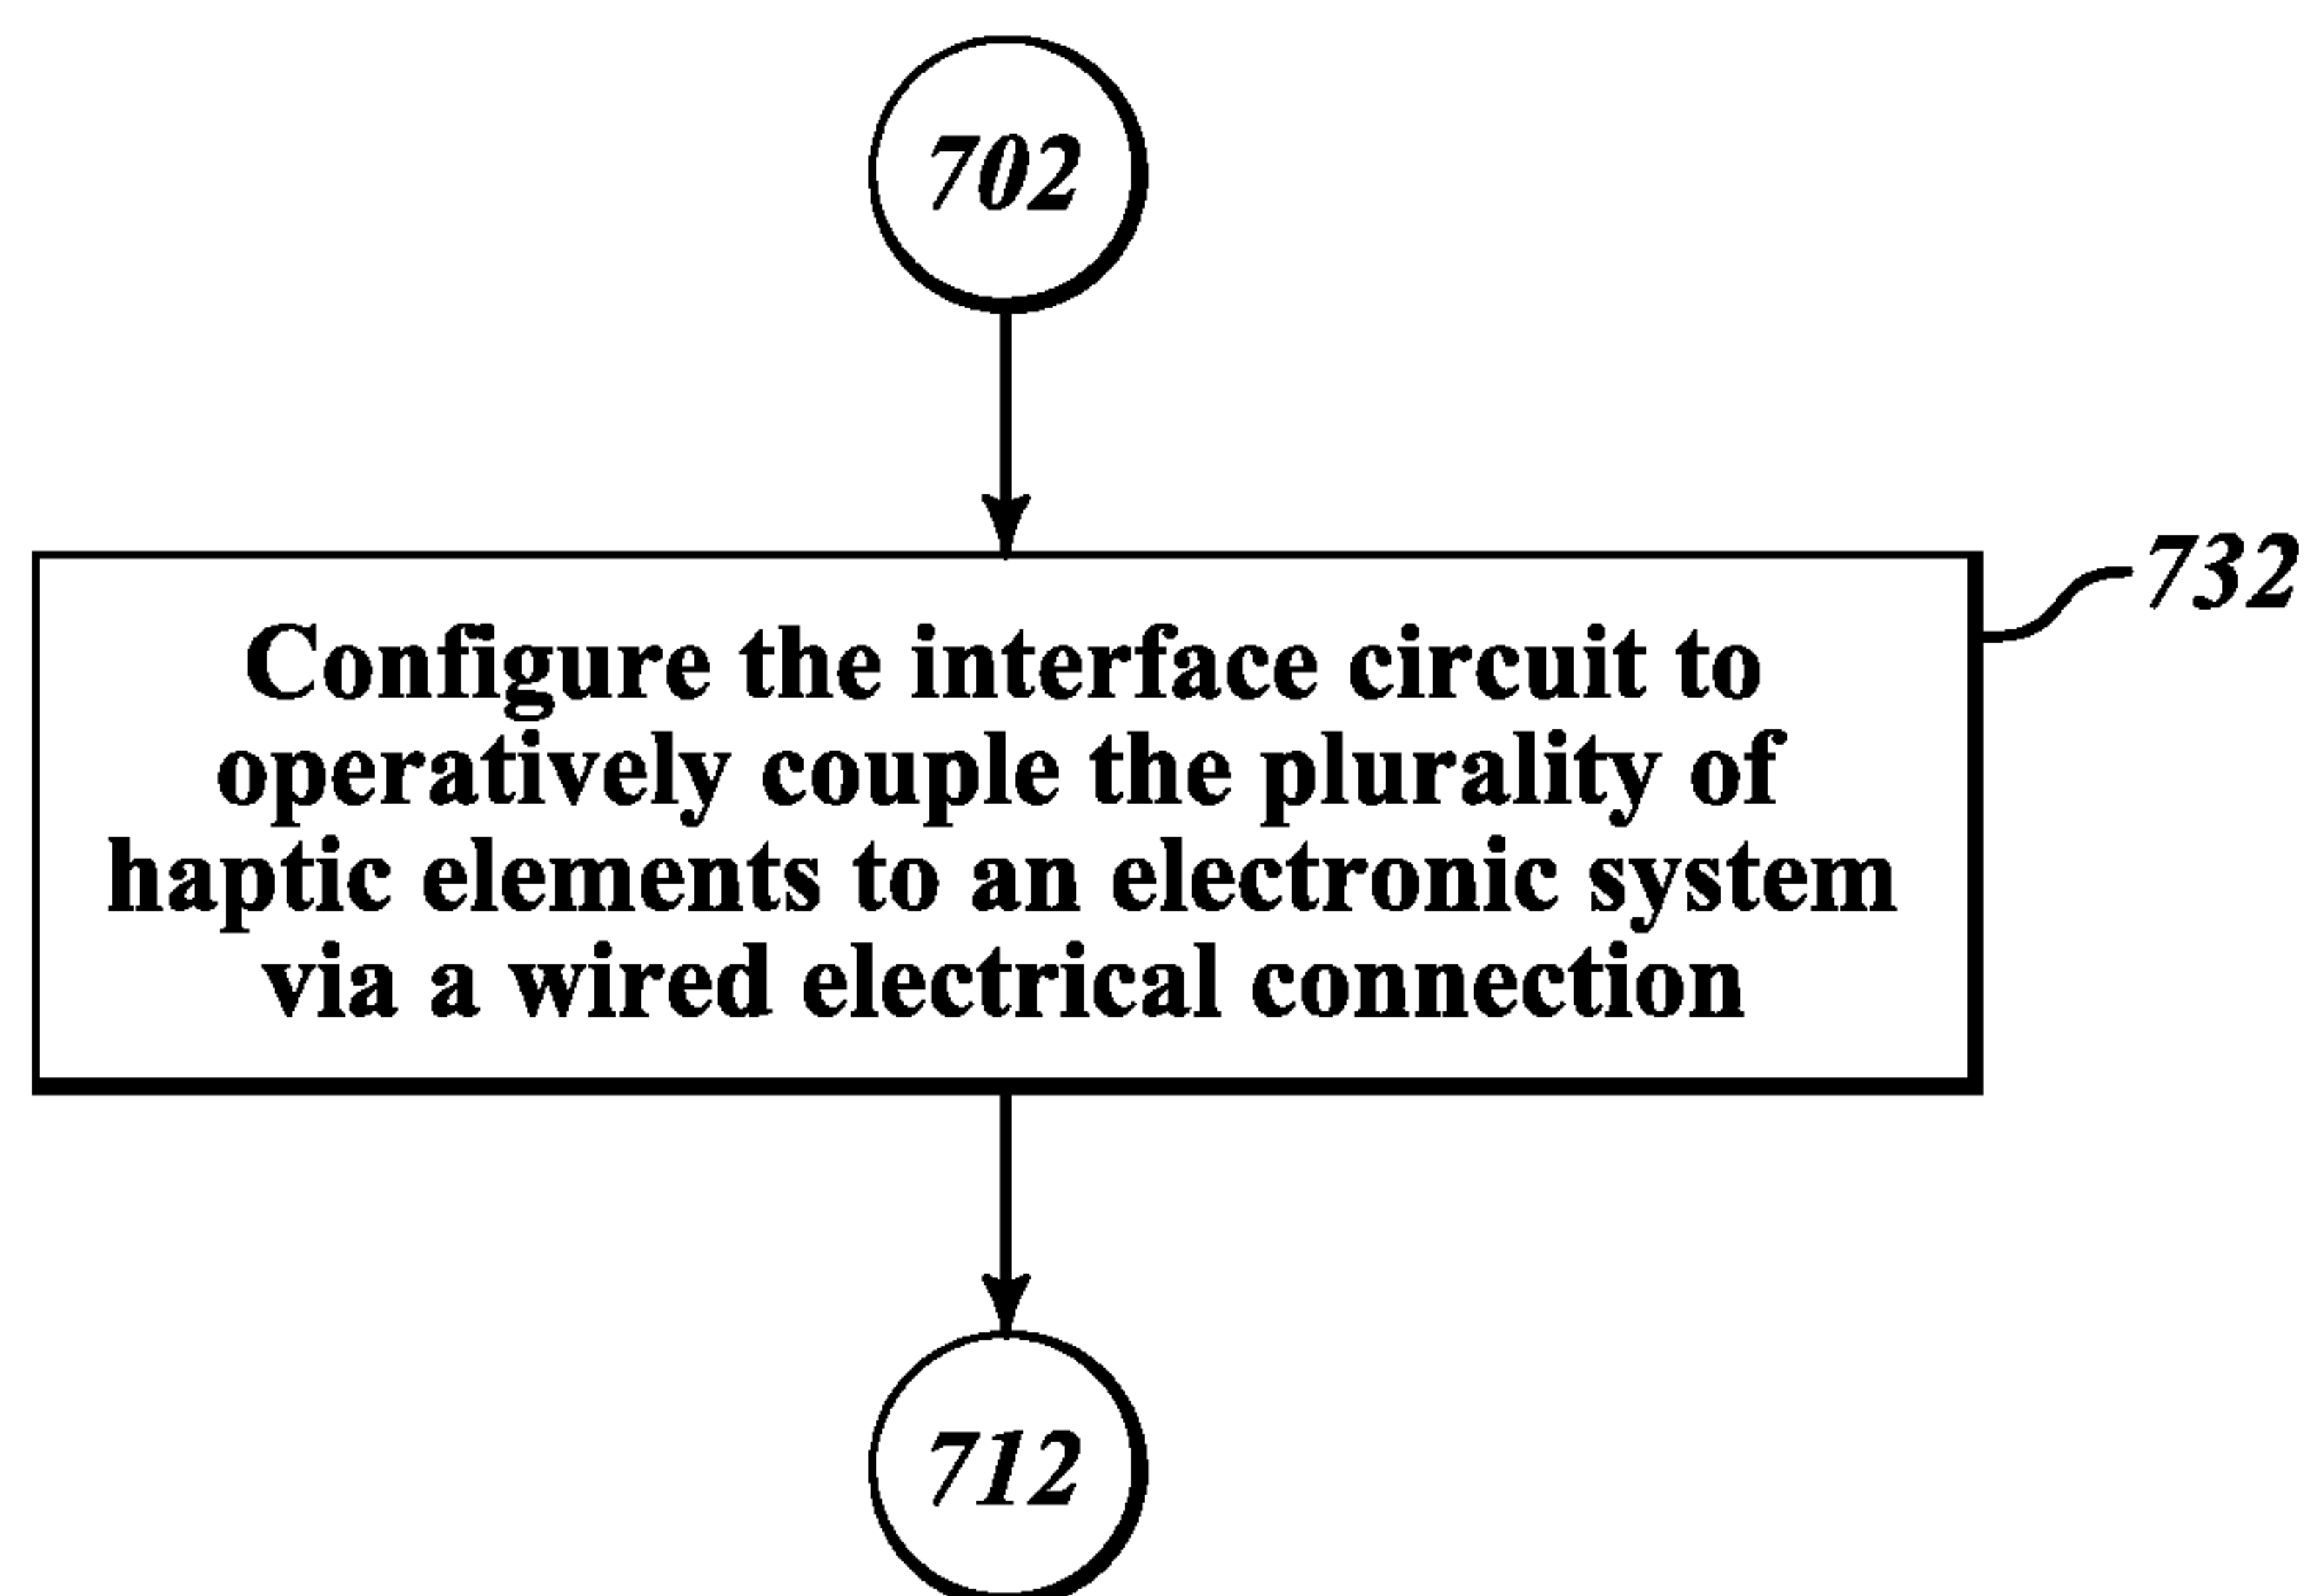 702
732
Configure the interface circuit to
operatively couple the plurality of
haptic elements to an electronic system
via a wired electrical connection
712